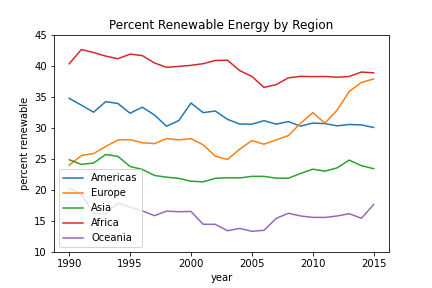 Percent Renewable Energy by Region
percent renewable
45
40
35
30
25
20
15
10
Americas
Europe
Asia
Africa
Oceania
1990
1995
2000
2005
2010
2015
year